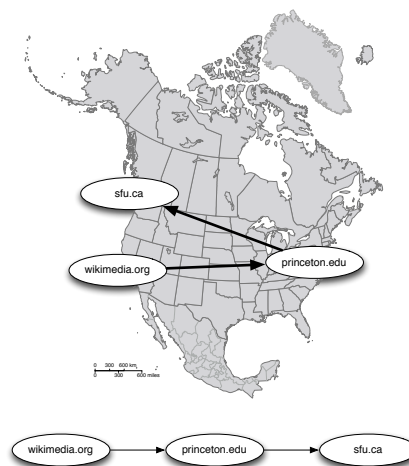 sfu.ca
princeton.edu
wikimedia.org
0 300 600 km
0 300 600 miles
wikimedia.org princeton.edu sfu.ca